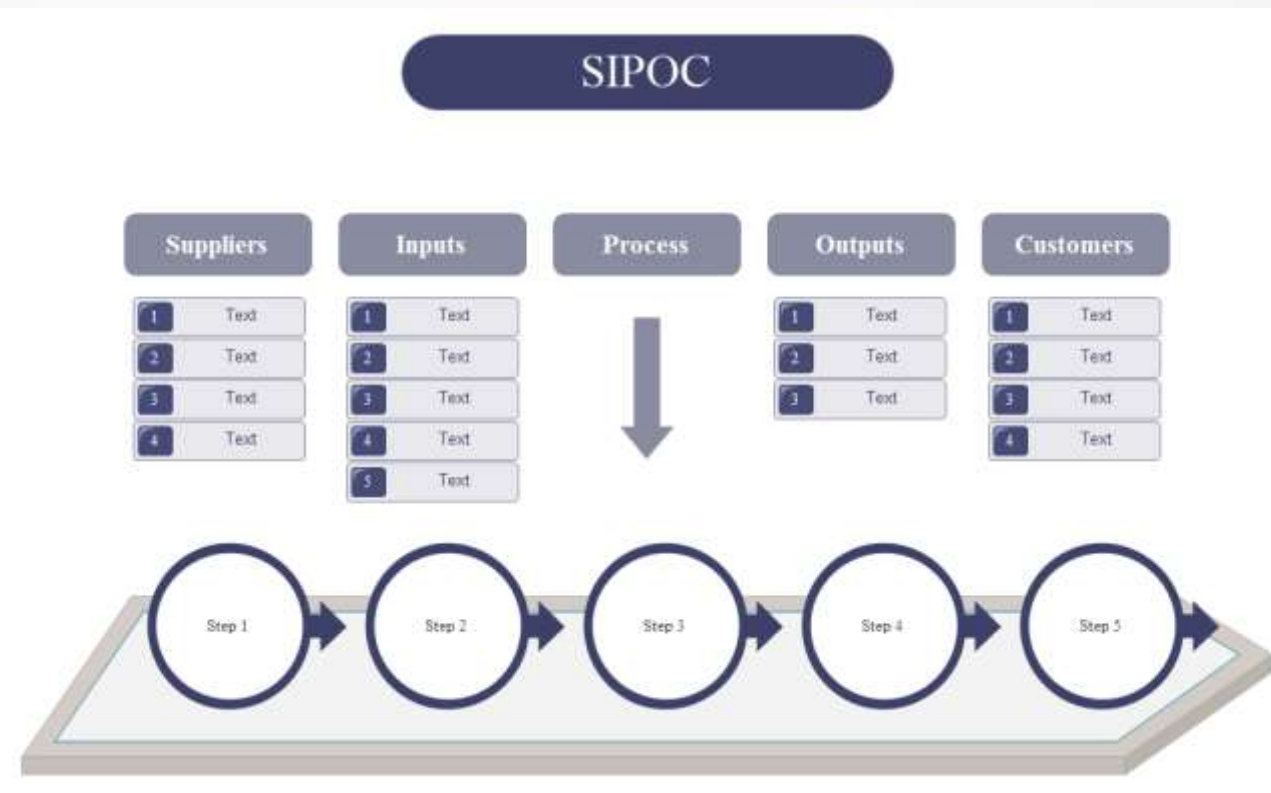 SIPOC
Suppliers
Inputs
Process
Outputs
Customers
1 Text
2 Text
3 Text
4 Text
1 Text
2 Text
3 Text
4 Text
5 Text
1 Text
2 Text
3 Text
1 Text
2 Text
3 Text
4 Text
Step 1
Step 2
Step 3
Step 4
Step 5